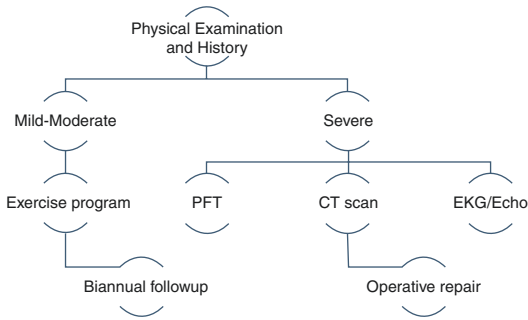 Physical Examination
and History
Mild-Moderate
Severe
Exercise program
PFT
CT scan
EKG/Echo
Biannual followup
Operative repair